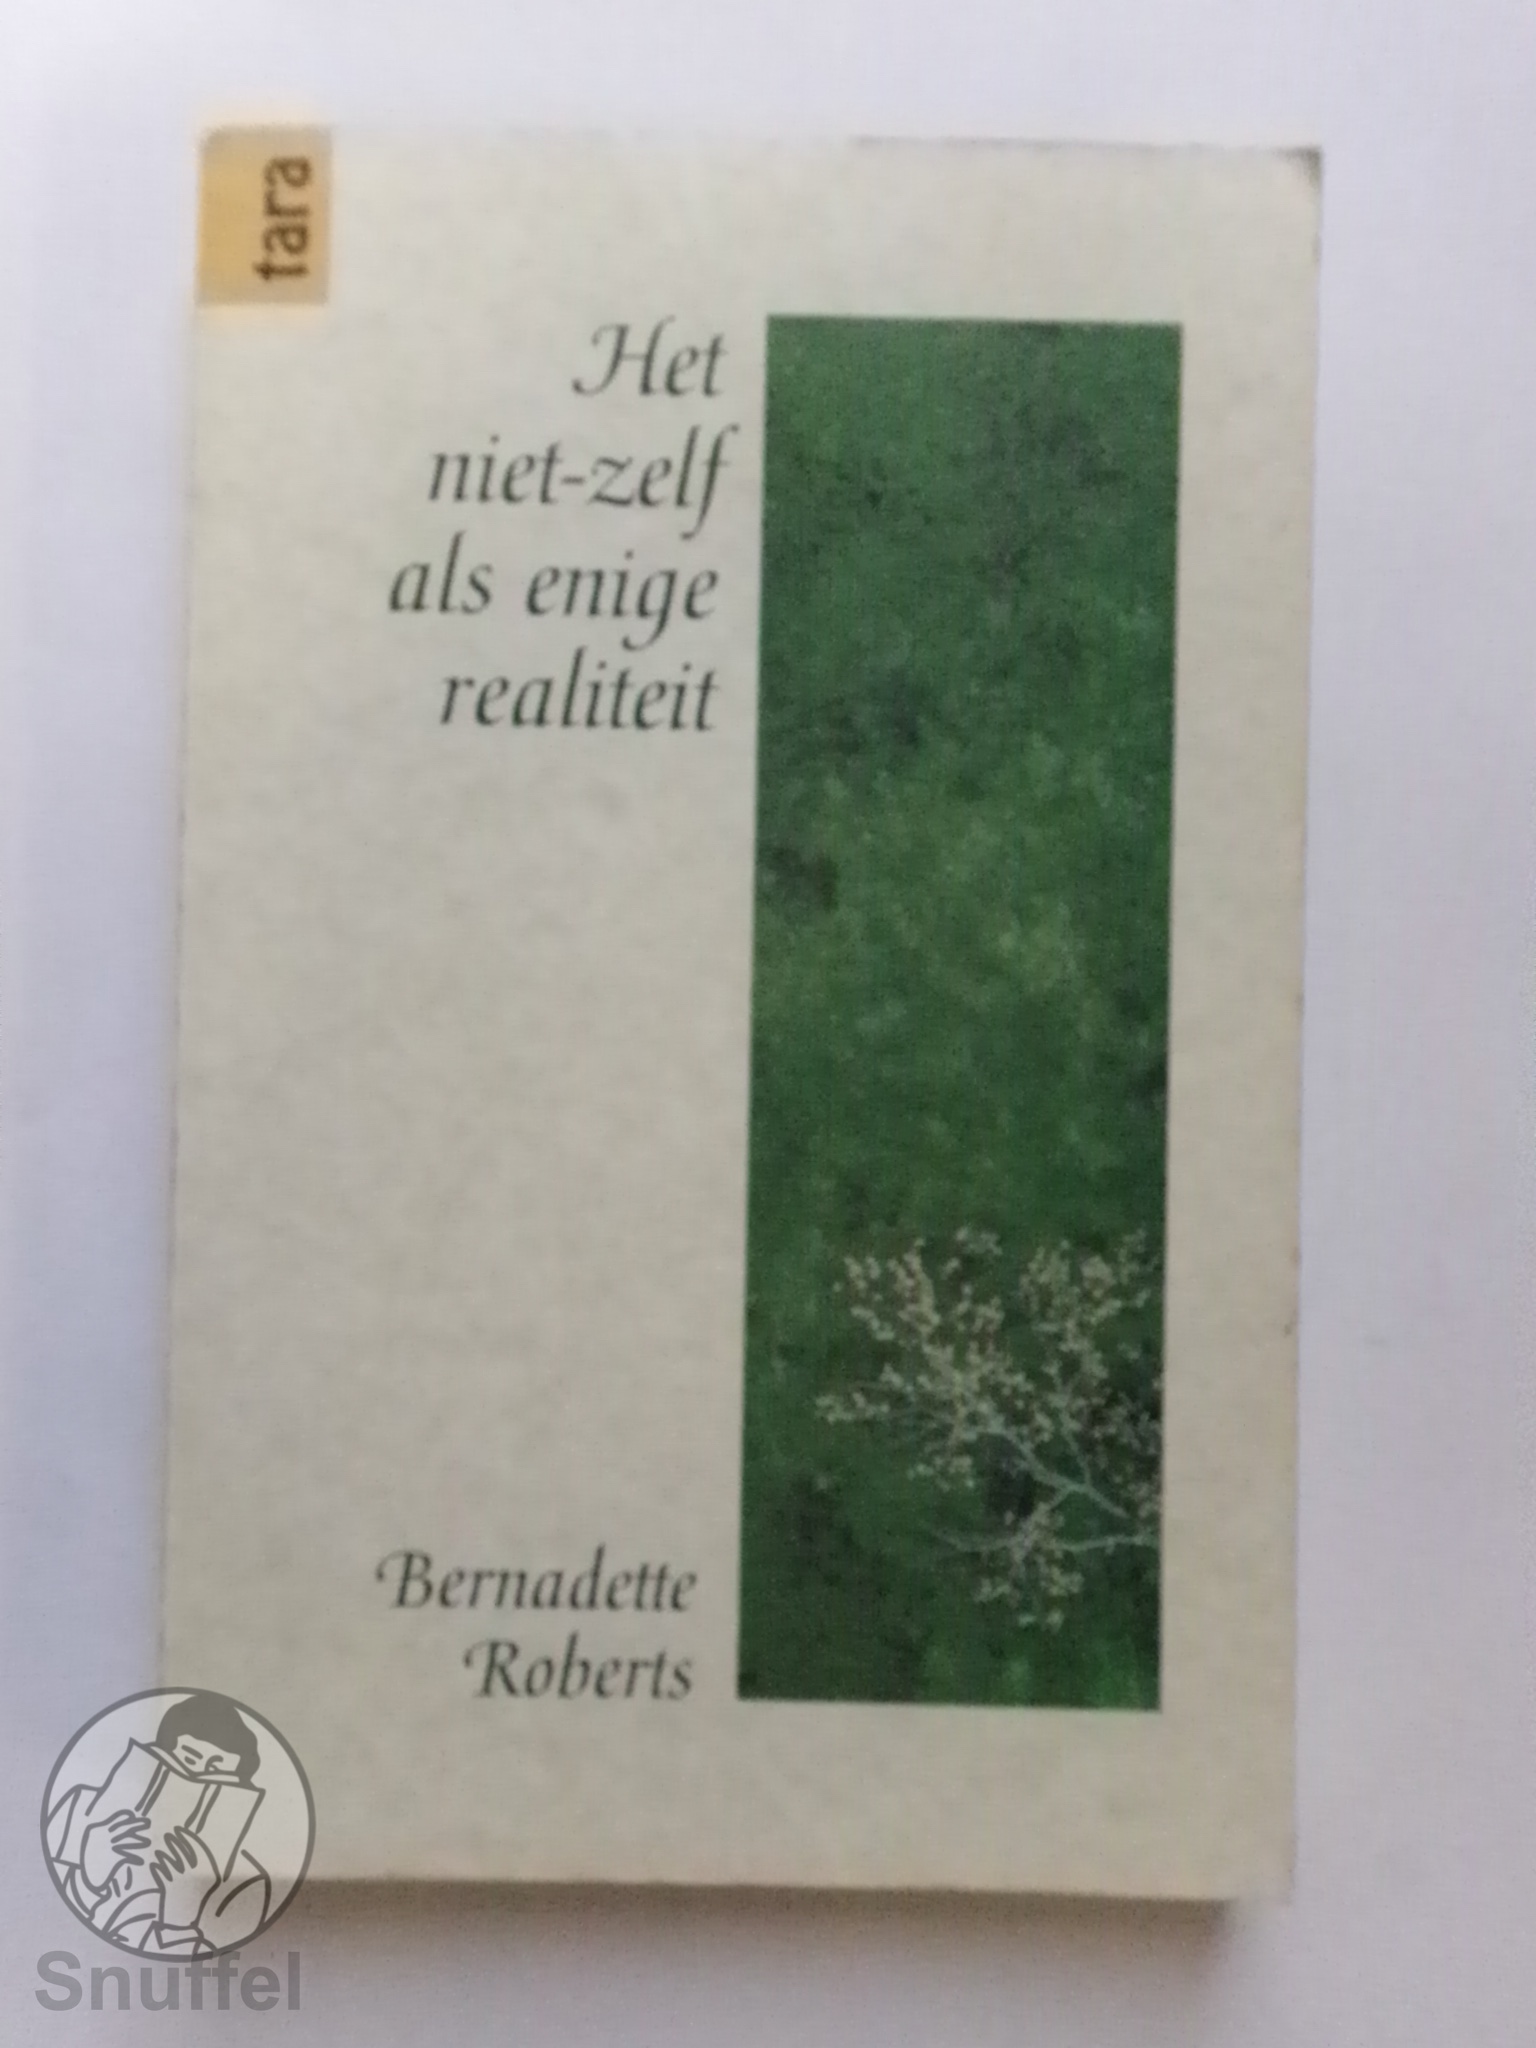 tara
Het
niet-zelf
als enige
realiteit
Bernadette
Roberts
Snuffel